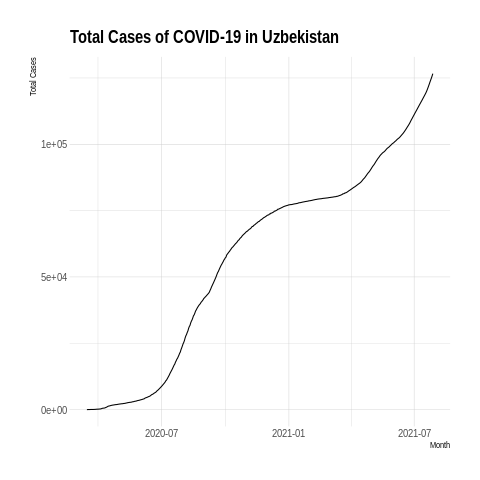 Total Cases of COVID-19 in Uzbekistan
Total Cases
1e+05
5e+04
0e+00
2020-07 2021-01 2021-07
Month